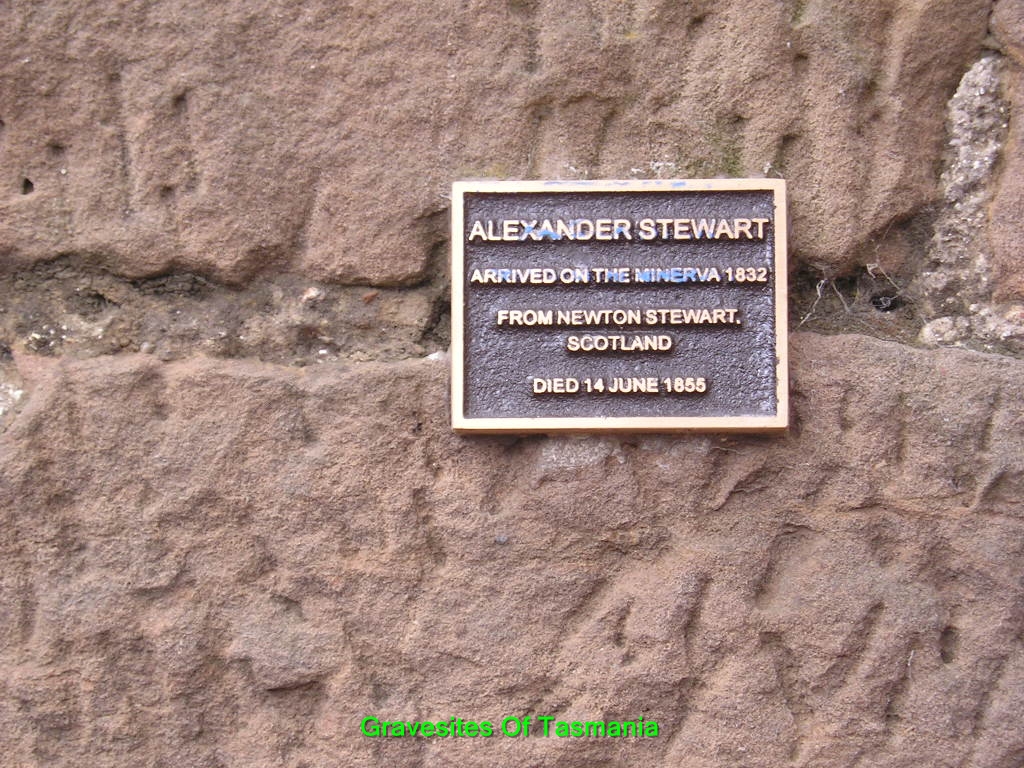 ALEXANDER STEWART
ARRIVED ON THE MINERVA 1832
FROM NEWTON STEWART.
SCOTLAND
DIED 14 JUNE 1855
Gravesites Of Tasmania